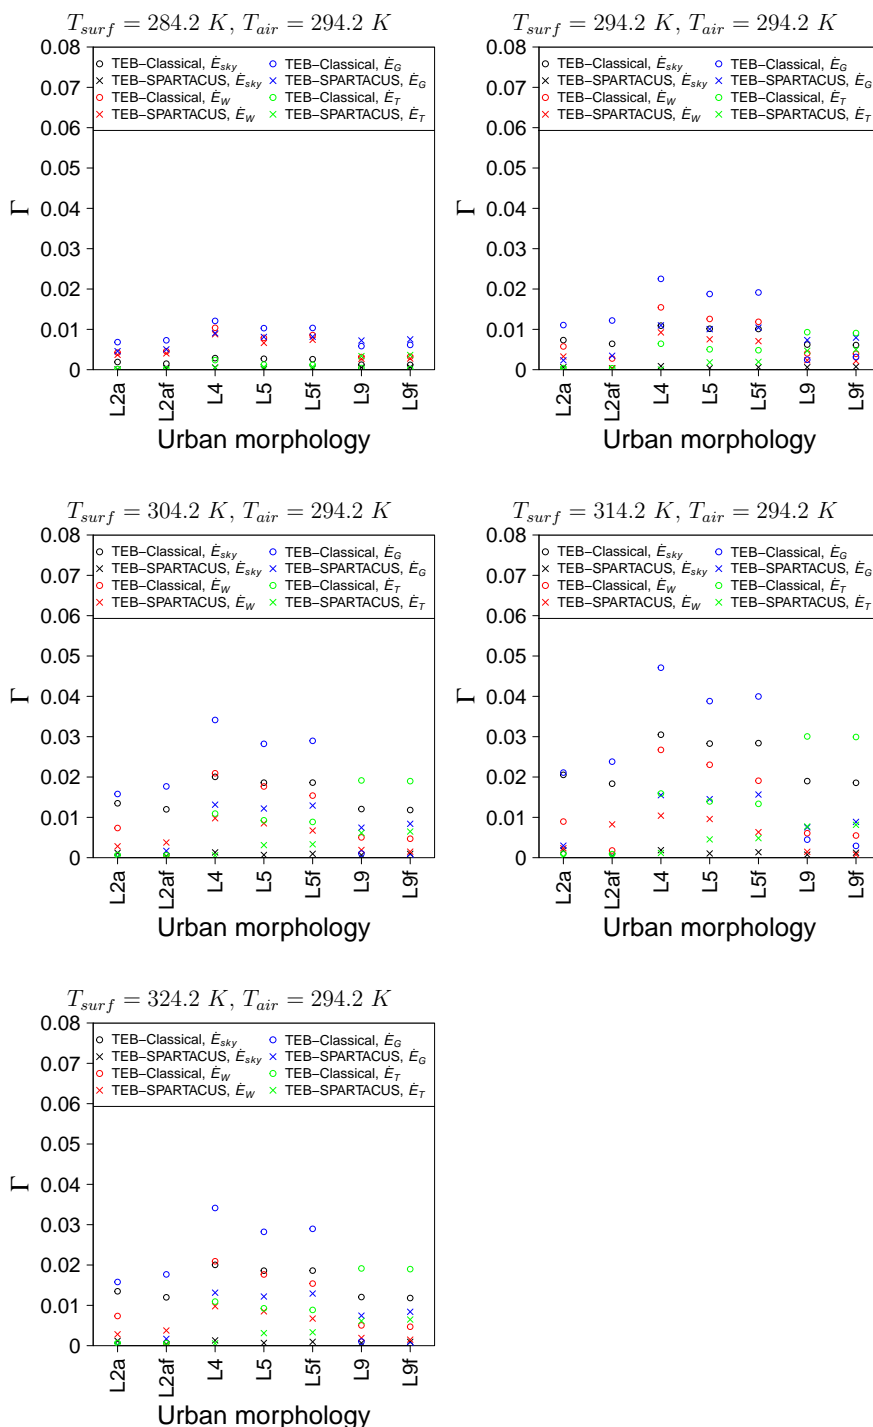 T_surf = 284.2 K, T_air = 294.2 K
TEB−Classical, Ė_sky
TEB−SPARTACUS, Ė_sky
TEB−Classical, Ė_W
TEB−SPARTACUS, Ė_W
TEB−Classical, Ė_G
TEB−SPARTACUS, Ė_G
TEB−Classical, Ė_T
TEB−SPARTACUS, Ė_T
0.08
0.07
0.06
0.05
0.04
0.03
0.02
0.01
0
Γ
L2a L2af L4 L5 L5f L9 L9f
Urban morphology
T_surf = 294.2 K, T_air = 294.2 K
TEB−Classical, Ė_sky
TEB−SPARTACUS, Ė_sky
TEB−Classical, Ė_W
TEB−SPARTACUS, Ė_W
TEB−Classical, Ė_G
TEB−SPARTACUS, Ė_G
TEB−Classical, Ė_T
TEB−SPARTACUS, Ė_T
0.08
0.07
0.06
0.05
0.04
0.03
0.02
0.01
0
Γ
L2a L2af L4 L5 L5f L9 L9f
Urban morphology
T_surf = 304.2 K, T_air = 294.2 K
TEB−Classical, Ė_sky
TEB−SPARTACUS, Ė_sky
TEB−Classical, Ė_W
TEB−SPARTACUS, Ė_W
TEB−Classical, Ė_G
TEB−SPARTACUS, Ė_G
TEB−Classical, Ė_T
TEB−SPARTACUS, Ė_T
0.08
0.07
0.06
0.05
0.04
0.03
0.02
0.01
0
Γ
L2a L2af L4 L5 L5f L9 L9f
Urban morphology
T_surf = 314.2 K, T_air = 294.2 K
TEB−Classical, Ė_sky
TEB−SPARTACUS, Ė_sky
TEB−Classical, Ė_W
TEB−SPARTACUS, Ė_W
TEB−Classical, Ė_G
TEB−SPARTACUS, Ė_G
TEB−Classical, Ė_T
TEB−SPARTACUS, Ė_T
0.08
0.07
0.06
0.05
0.04
0.03
0.02
0.01
0
Γ
L2a L2af L4 L5 L5f L9 L9f
Urban morphology
T_surf = 324.2 K, T_air = 294.2 K
TEB−Classical, Ė_sky
TEB−SPARTACUS, Ė_sky
TEB−Classical, Ė_W
TEB−SPARTACUS, Ė_W
TEB−Classical, Ė_G
TEB−SPARTACUS, Ė_G
TEB−Classical, Ė_T
TEB−SPARTACUS, Ė_T
0.08
0.07
0.06
0.05
0.04
0.03
0.02
0.01
0
Γ
L2a L2af L4 L5 L5f L9 L9f
Urban morphology